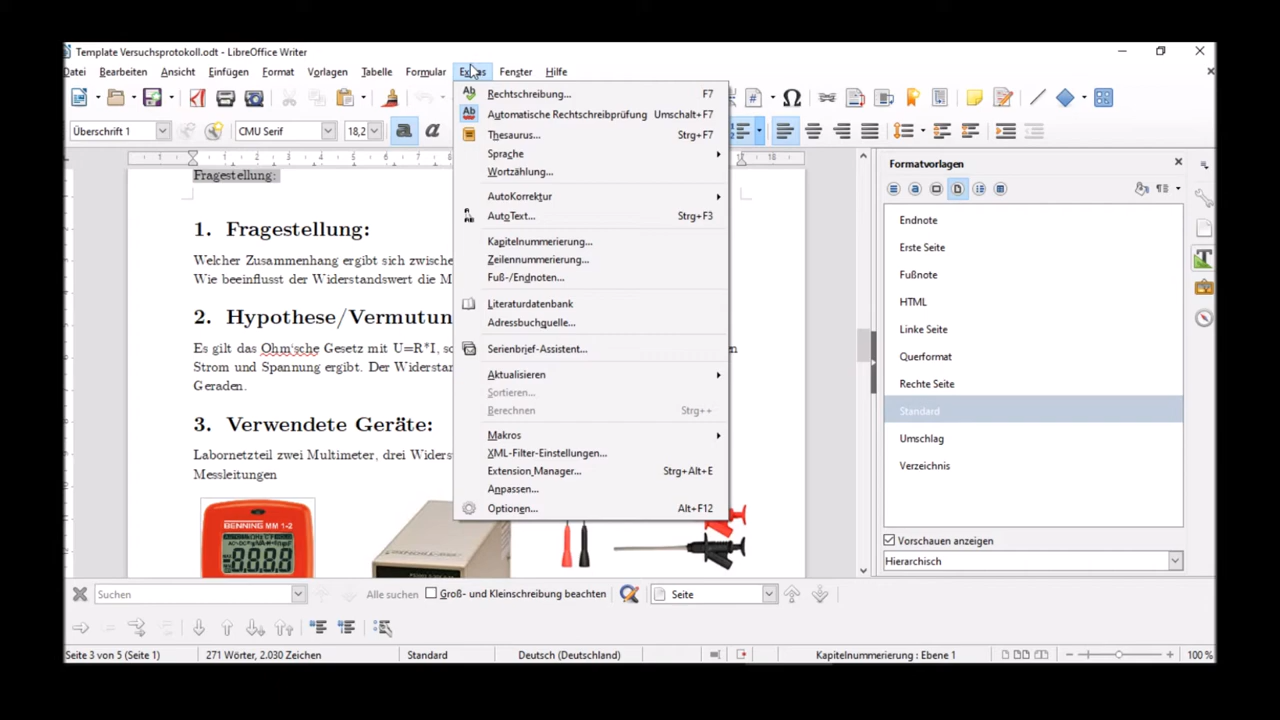 Template Versuchsprotokoll.odt - LibreOffice Writer
Datei Bearbeiten Ansicht Einfügen Format Vorlagen Tabelle Formular Extras Fenster Hilfe
Überschrift 1 CMU Serif 18,2 a a
Rechtschreibung... F7
Automatische Rechtschreibprüfung Umschalt+F7
Thesaurus... Strg+F7
Sprache
Wortzählung...
AutoKorrektur
AutoText... Strg+F3
Kapitelnummerierung...
Zeilennummerierung...
Fuß-/Endnoten...
Literaturdatenbank
Adressbuchquelle...
Serienbrief-Assistent...
Aktualisieren
Sortieren...
Berechnen Strg++
Makros
XML-Filter-Einstellungen...
Extension Manager... Strg+Alt+E
Anpassen...
Optionen... Alt+F12
Fragestellung:
1. Fragestellung:
Welcher Zusammenhang ergibt sich zwische
Wie beeinflusst der Widerstandswert die M
2. Hypothese/Vermutun
Es gilt das Ohm'sche Gesetz mit U=R*I, so en
Strom und Spannung ergibt. Der Widersta
Geraden.
3. Verwendete Geräte:
Labornetzteil zwei Multimeter, drei Widers
Messleitungen
BENNING MM 1-2
8888
Formatvorlagen
Endnote
Erste Seite
Fußnote
HTML
Linke Seite
Querformat
Rechte Seite
Standard
Umschlag
Verzeichnis
Vorschauen anzeigen
Hierarchisch
Suchen Alle suchen Groß- und Kleinschreibung beachten Seite
Seite 3 von 5 (Seite 1) 271 Wörter, 2.030 Zeichen Standard Deutsch (Deutschland) Kapitelnummerierung : Ebene 1 100 %